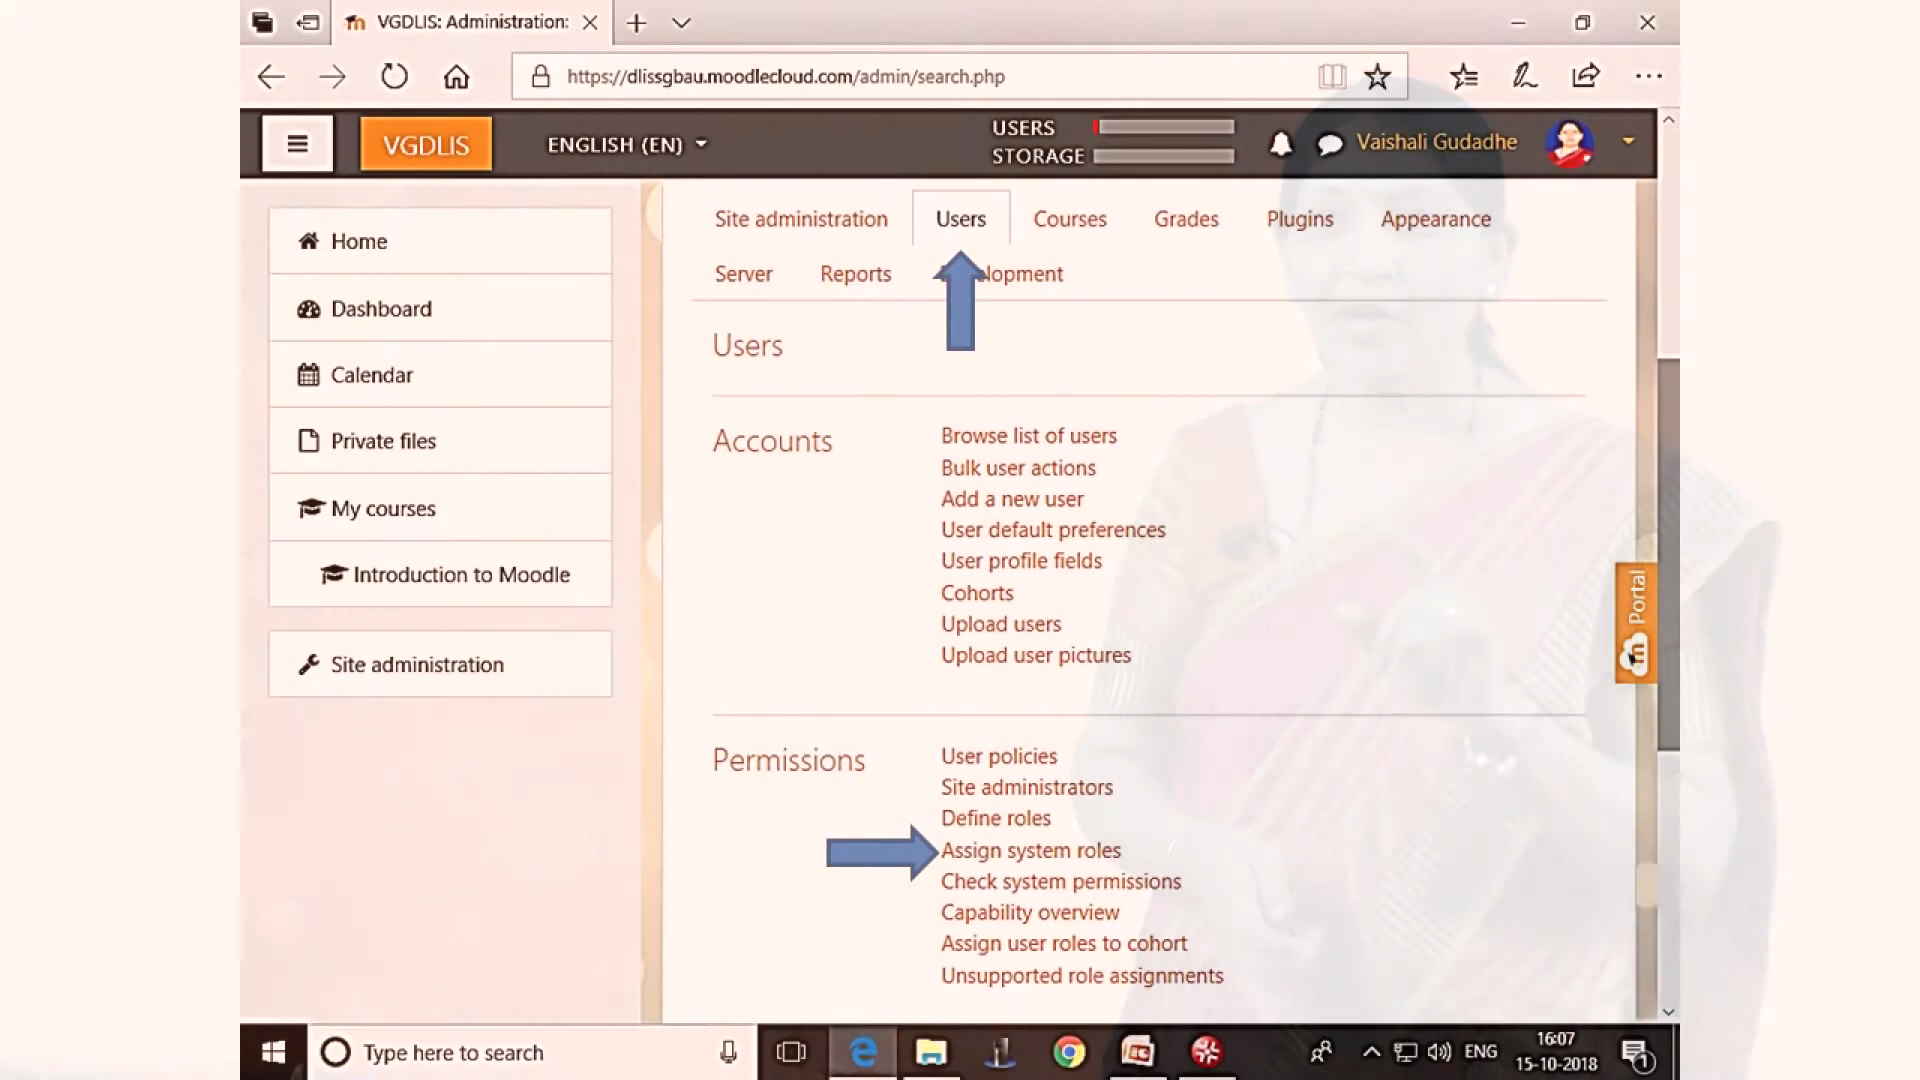 VGDLIS: Administration:
https://dlissgbau.moodlecloud.com/admin/search.php
VGDLIS
ENGLISH (EN)
USERS
STORAGE
Vaishali Gudadhe
Home
Dashboard
Calendar
Private files
My courses
Introduction to Moodle
Site administration
Site administration Users Courses Grades Plugins Appearance
Server Reports lopment
Users
Accounts
Browse list of users
Bulk user actions
Add a new user
User default preferences
User profile fields
Cohorts
Upload users
Upload user pictures
Permissions
User policies
Site administrators
Define roles
Assign system roles
Check system permissions
Capability overview
Assign user roles to cohort
Unsupported role assignments
Portal
Type here to search
ENG
16:07
15-10-2018
1